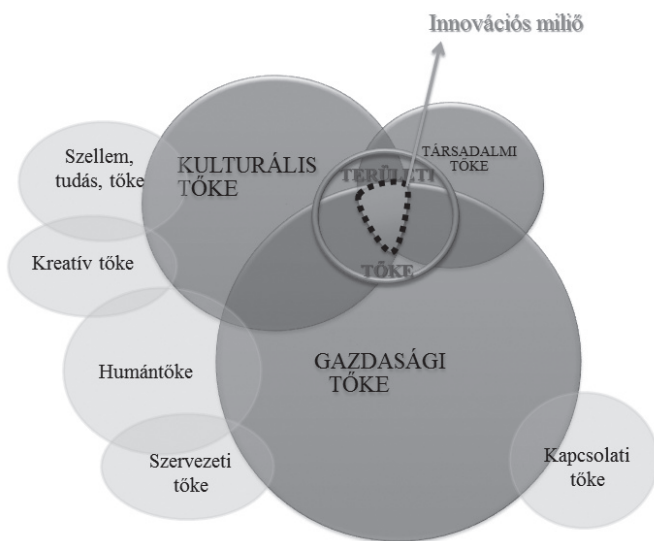 Innovációs miliő
Szellem,
tudás, tőke
KULTURÁLIS
TŐKE
TÁRSADALMI
TŐKE
TERÜLETI
TŐKE
Kreatív tőke
Humántőke
GAZDASÁGI
TŐKE
Szervezeti
tőke
Kapcsolati
tőke